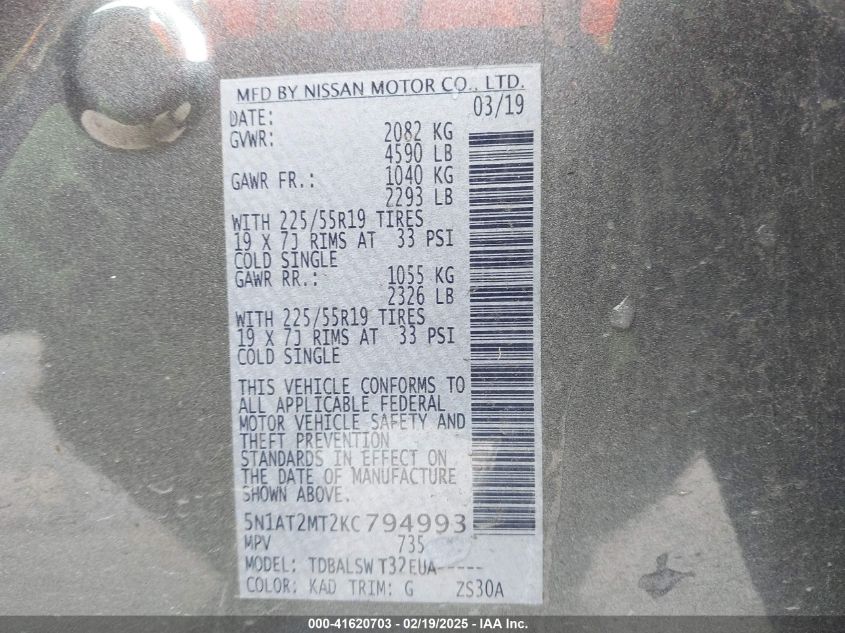 MFD BY NISSAN MOTOR CO., LTD.
DATE: 03/19
GVWR: 2082 KG
4590 LB
GAWR FR.: 1040 KG
2293 LB
WITH 225/55R19 TIRES
19 X 7J RIMS AT 33 PSI
COLD SINGLE
GAWR RR.: 1055 KG
2326 LB
WITH 225/55R19 TIRES
19 X 7J RIMS AT 33 PSI
COLD SINGLE
THIS VEHICLE CONFORMS TO
ALL APPLICABLE FEDERAL
MOTOR VEHICLE SAFETY AND
THEFT PREVENTION
STANDARDS IN EFFECT ON
THE DATE OF MANUFACTURE
SHOWN ABOVE.
5N1AT2MT2KC794993
MPV 735
MODEL: TDBALSW T32EUA-----
COLOR: KAD TRIM: G ZS30A
000-41620703 - 02/19/2025 - IAA Inc.